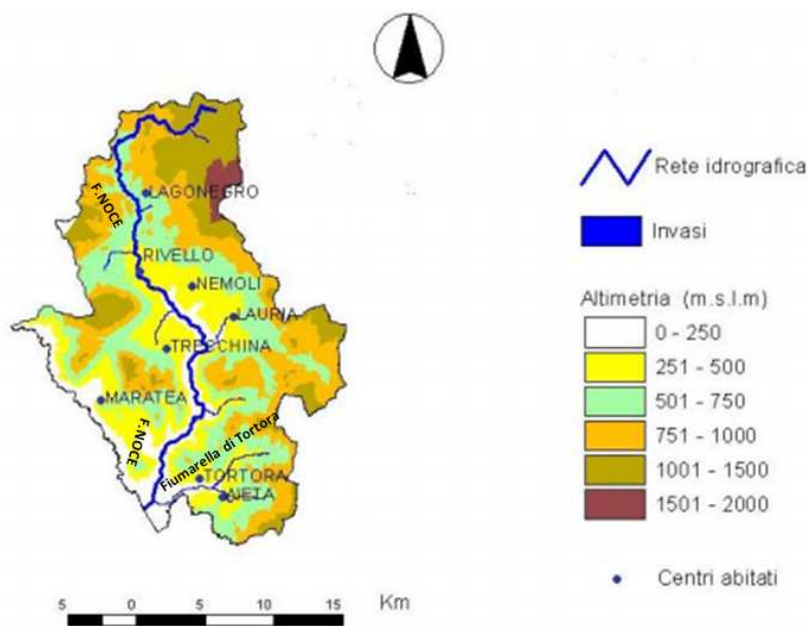 F.NOCE
LAGONEGRO
RIVELLO
NEMOLI
LAURIA
TRECCHINA
MARATEA
F.NOCE
Fiumarella di Tortora
TORTORA
NETA
Rete idrografica
Invasi
Altimetria (m.s.l.m)
0 - 250
251 - 500
501 - 750
751 - 1000
1001 - 1500
1501 - 2000
Centri abitati
5 0 5 10 15 Km